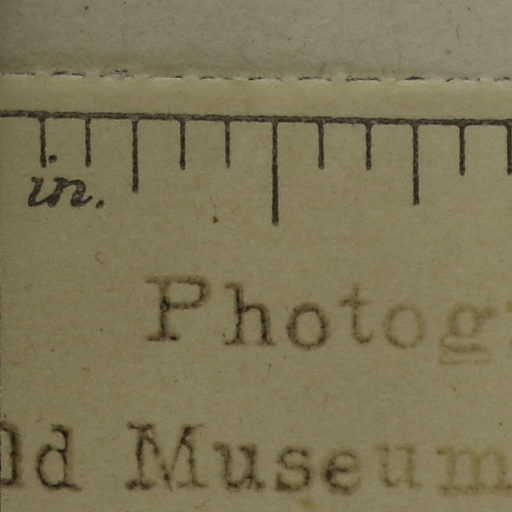 in.
Photog
ld Museum